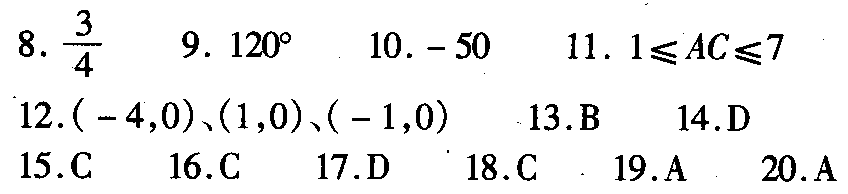 8. 3/4 9. 120° 10. －50 11. 1≤AC≤7
12.(－4,0)、(1,0)、(－1,0) 13.B 14.D
15.C 16.C 17.D 18.C 19.A 20.A